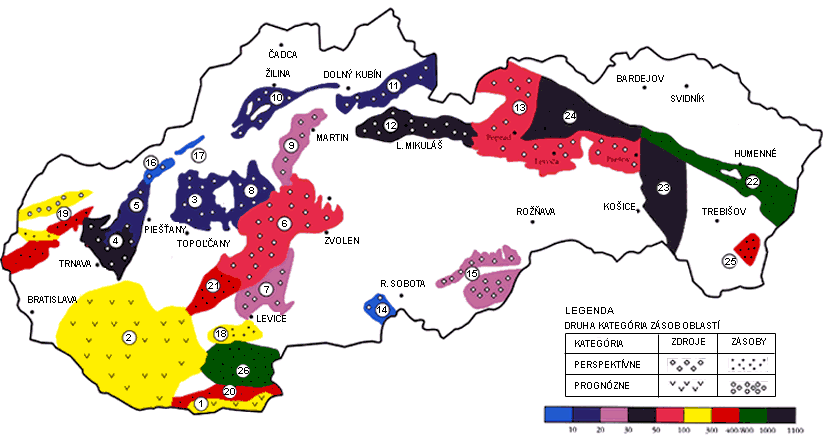 ČADCA
ŽILINA
DOLNÝ KUBÍN
BARDEJOV
SVIDNÍK
11
10
13
24
12
MARTIN
L. MIKULÁŠ
Poprad
9
17
16
Levoča
Prešov
HUMENNÉ
22
23
8
3
5
19
6
PIEŠŤANY
TOPOĽČANY
ZVOLEN
ROŽŇAVA
KOŠICE
TREBIŠOV
4
TRNAVA
25
15
21
7
R. SOBOTA
BRATISLAVA
14
LEVICE
2
18
26
20
1
LEGENDA
DRUHA KATEGÓRIA ZÁSOB OBLASTÍ
KATEGÓRIA ZDROJE ZÁSOBY
PERSPEKTÍVNE
PROGNÓZNE
10 20 30 50 100 300 1000 1100